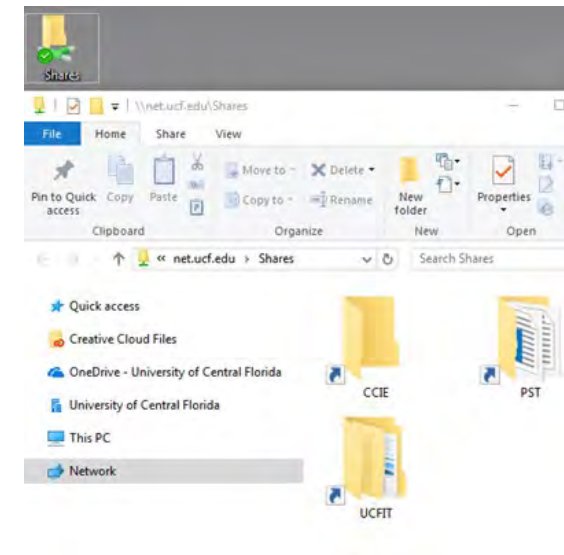 Shares
\\net.ucf.edu\Shares
File Home Share View
Pin to Quick access
Copy
Paste
Move to
Copy to
Delete
Rename
New folder
Properties
Clipboard
Organize
New
Open
« net.ucf.edu › Shares
Search Shares
Quick access
Creative Cloud Files
OneDrive - University of Central Florida
University of Central Florida
This PC
Network
CCIE
PST
UCFIT